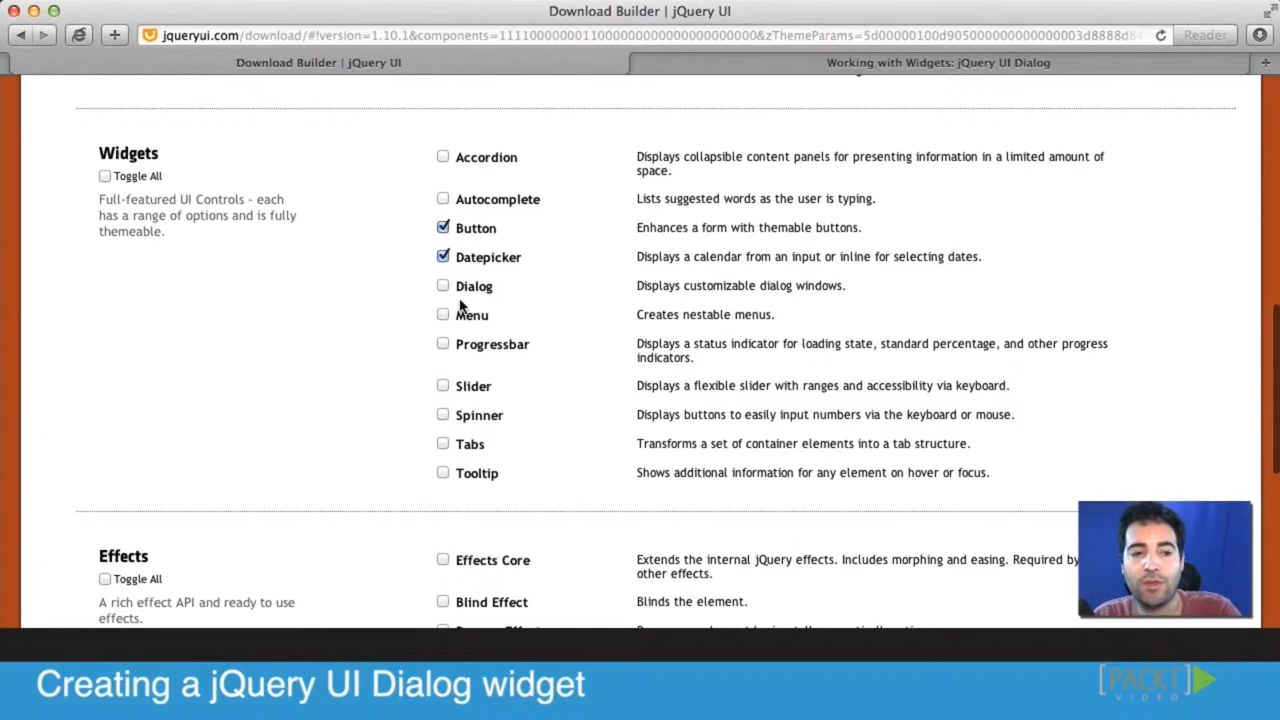 Download Builder | jQuery UI
jqueryui.com/download/#!version=1.10.1&components=
Reader
Download Builder | jQuery UI
Working with Widgets: jQuery UI Dialog
Widgets
Toggle All
Full-featured UI Controls - each
has a range of options and is fully
themeable.
Accordion
Displays collapsible content panels for presenting information in a limited amount of
space.
Autocomplete
Lists suggested words as the user is typing.
Button
Enhances a form with themable buttons.
Datepicker
Displays a calendar from an input or inline for selecting dates.
Dialog
Displays customizable dialog windows.
Menu
Creates nestable menus.
Progressbar
Displays a status indicator for loading state, standard percentage, and other progress
indicators.
Slider
Displays a flexible slider with ranges and accessibility via keyboard.
Spinner
Displays buttons to easily input numbers via the keyboard or mouse.
Tabs
Transforms a set of container elements into a tab structure.
Tooltip
Shows additional information for any element on hover or focus.
Effects
Toggle All
A rich effect API and ready to use
effects.
Effects Core
Extends the internal jQuery effects. Includes morphing and easing. Required by
other effects.
Blind Effect
Blinds the element.
Creating a jQuery UI Dialog widget
[PACKT]
VIDEO